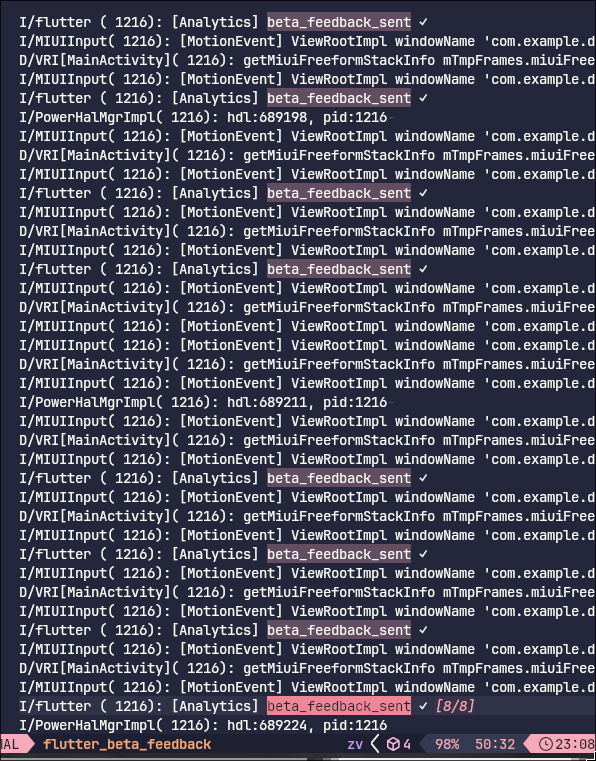 I/flutter ( 1216): [Analytics] beta_feedback_sent ✓
I/MIUIInput( 1216): [MotionEvent] ViewRootImpl windowName 'com.example.d
D/VRI[MainActivity]( 1216): getMiuiFreeformStackInfo mTmpFrames.miuiFree
I/MIUIInput( 1216): [MotionEvent] ViewRootImpl windowName 'com.example.d
I/flutter ( 1216): [Analytics] beta_feedback_sent ✓
I/PowerHalMgrImpl( 1216): hdl:689198, pid:1216-
I/MIUIInput( 1216): [MotionEvent] ViewRootImpl windowName 'com.example.d
D/VRI[MainActivity]( 1216): getMiuiFreeformStackInfo mTmpFrames.miuiFree
I/MIUIInput( 1216): [MotionEvent] ViewRootImpl windowName 'com.example.d
I/flutter ( 1216): [Analytics] beta_feedback_sent ✓
I/MIUIInput( 1216): [MotionEvent] ViewRootImpl windowName 'com.example.d
D/VRI[MainActivity]( 1216): getMiuiFreeformStackInfo mTmpFrames.miuiFree
I/MIUIInput( 1216): [MotionEvent] ViewRootImpl windowName 'com.example.d
I/flutter ( 1216): [Analytics] beta_feedback_sent ✓
I/MIUIInput( 1216): [MotionEvent] ViewRootImpl windowName 'com.example.d
D/VRI[MainActivity]( 1216): getMiuiFreeformStackInfo mTmpFrames.miuiFree
I/MIUIInput( 1216): [MotionEvent] ViewRootImpl windowName 'com.example.d
I/MIUIInput( 1216): [MotionEvent] ViewRootImpl windowName 'com.example.d
D/VRI[MainActivity]( 1216): getMiuiFreeformStackInfo mTmpFrames.miuiFree
I/MIUIInput( 1216): [MotionEvent] ViewRootImpl windowName 'com.example.d
I/PowerHalMgrImpl( 1216): hdl:689211, pid:1216-
I/MIUIInput( 1216): [MotionEvent] ViewRootImpl windowName 'com.example.d
D/VRI[MainActivity]( 1216): getMiuiFreeformStackInfo mTmpFrames.miuiFree
I/MIUIInput( 1216): [MotionEvent] ViewRootImpl windowName 'com.example.d
I/flutter ( 1216): [Analytics] beta_feedback_sent ✓
I/MIUIInput( 1216): [MotionEvent] ViewRootImpl windowName 'com.example.d
D/VRI[MainActivity]( 1216): getMiuiFreeformStackInfo mTmpFrames.miuiFree
I/MIUIInput( 1216): [MotionEvent] ViewRootImpl windowName 'com.example.d
I/flutter ( 1216): [Analytics] beta_feedback_sent ✓
I/MIUIInput( 1216): [MotionEvent] ViewRootImpl windowName 'com.example.d
D/VRI[MainActivity]( 1216): getMiuiFreeformStackInfo mTmpFrames.miuiFree
I/MIUIInput( 1216): [MotionEvent] ViewRootImpl windowName 'com.example.d
I/flutter ( 1216): [Analytics] beta_feedback_sent ✓
I/MIUIInput( 1216): [MotionEvent] ViewRootImpl windowName 'com.example.d
D/VRI[MainActivity]( 1216): getMiuiFreeformStackInfo mTmpFrames.miuiFree
I/MIUIInput( 1216): [MotionEvent] ViewRootImpl windowName 'com.example.d
I/flutter ( 1216): [Analytics] beta_feedback_sent ✓ [8/8]
I/PowerHalMgrImpl( 1216): hdl:689224, pid:1216
MAL flutter_beta_feedback zv 4 98% 50:32 23:08